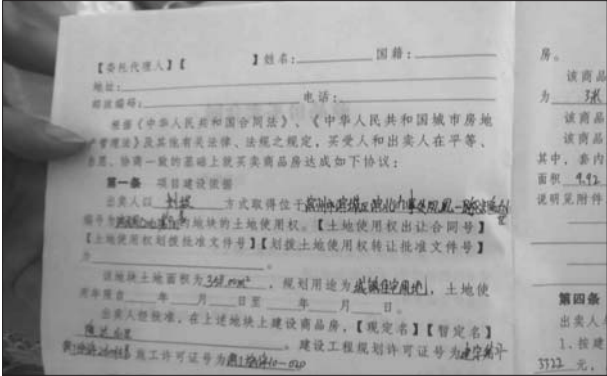 【委托代理人】【 】姓名: 国籍:
地址:
邮政编码: 电话:
根据《中华人民共和国合同法》、《中华人民共和国城市房地
产管理法》及其他有关法律、法规之规定,买受人和出卖人在平等、
自愿、协商一致的基础上就买卖商品房达成如下协议:
第一条 项目建设依据
出卖人以 划拨 方式取得位于
编号为 的地块的土地使用权。【土地使用权出让合同号】
【土地使用权划拨批准文件号】【划拨土地使用权转让批准文件号】
为 。
该地块土地面积为 ,规划用途为 城镇住宅用地,土地使
用年限自 年 月 日至 年 月 日。
出卖人经批准,在上述地块上建设商品房,【现定名】【暂定名】
。建设工程规划许可证号为
施工许可证号为
房。
该商品
为
该商品
该商品
其中,套内
面积 9.92
说明见附件
第四条
出卖人
1、按建
3322 元,